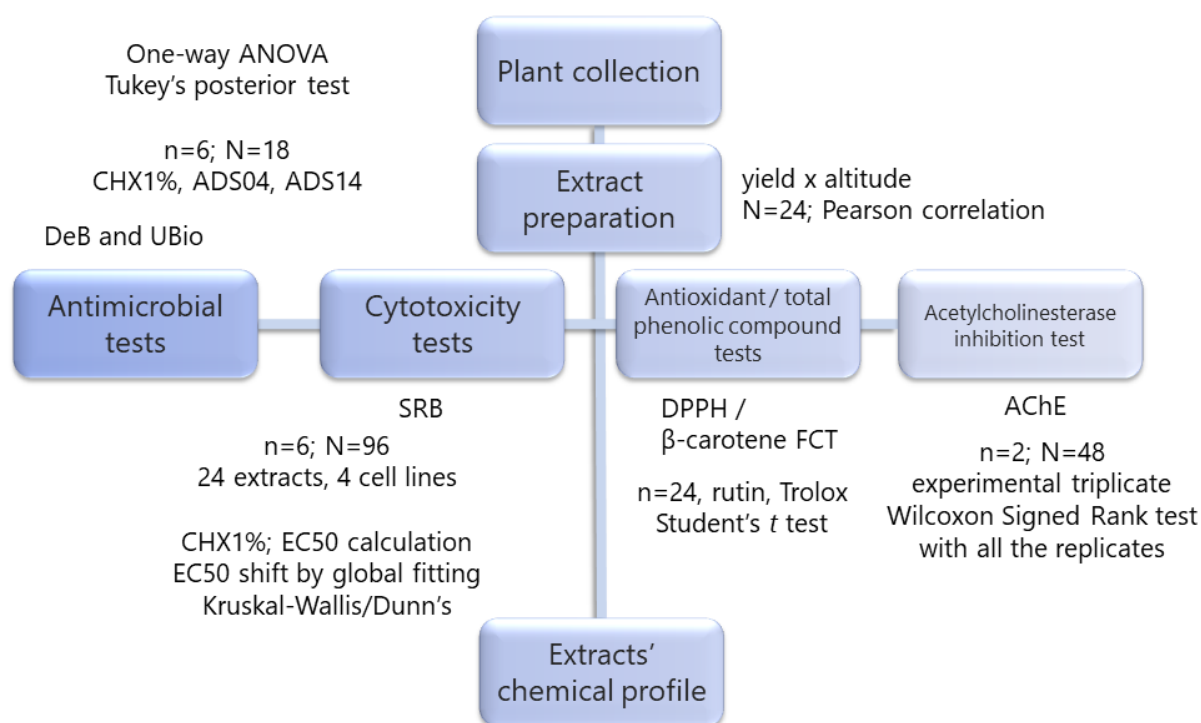 One-way ANOVA
Tukey’s posterior test
n=6; N=18
CHX1%, ADS04, ADS14
DeB and UBio
Plant collection
Extract
preparation
yield x altitude
N=24; Pearson correlation
Antimicrobial
tests
Cytotoxicity
tests
Antioxidant / total
phenolic compound
tests
Acetylcholinesterase
inhibition test
SRB
n=6; N=96
24 extracts, 4 cell lines
CHX1%; EC50 calculation
EC50 shift by global fitting
Kruskal-Wallis/Dunn’s
DPPH /
β-carotene FCT
n=24, rutin, Trolox
Student’s t test
AChE
n=2; N=48
experimental triplicate
Wilcoxon Signed Rank test
with all the replicates
Extracts’
chemical profile